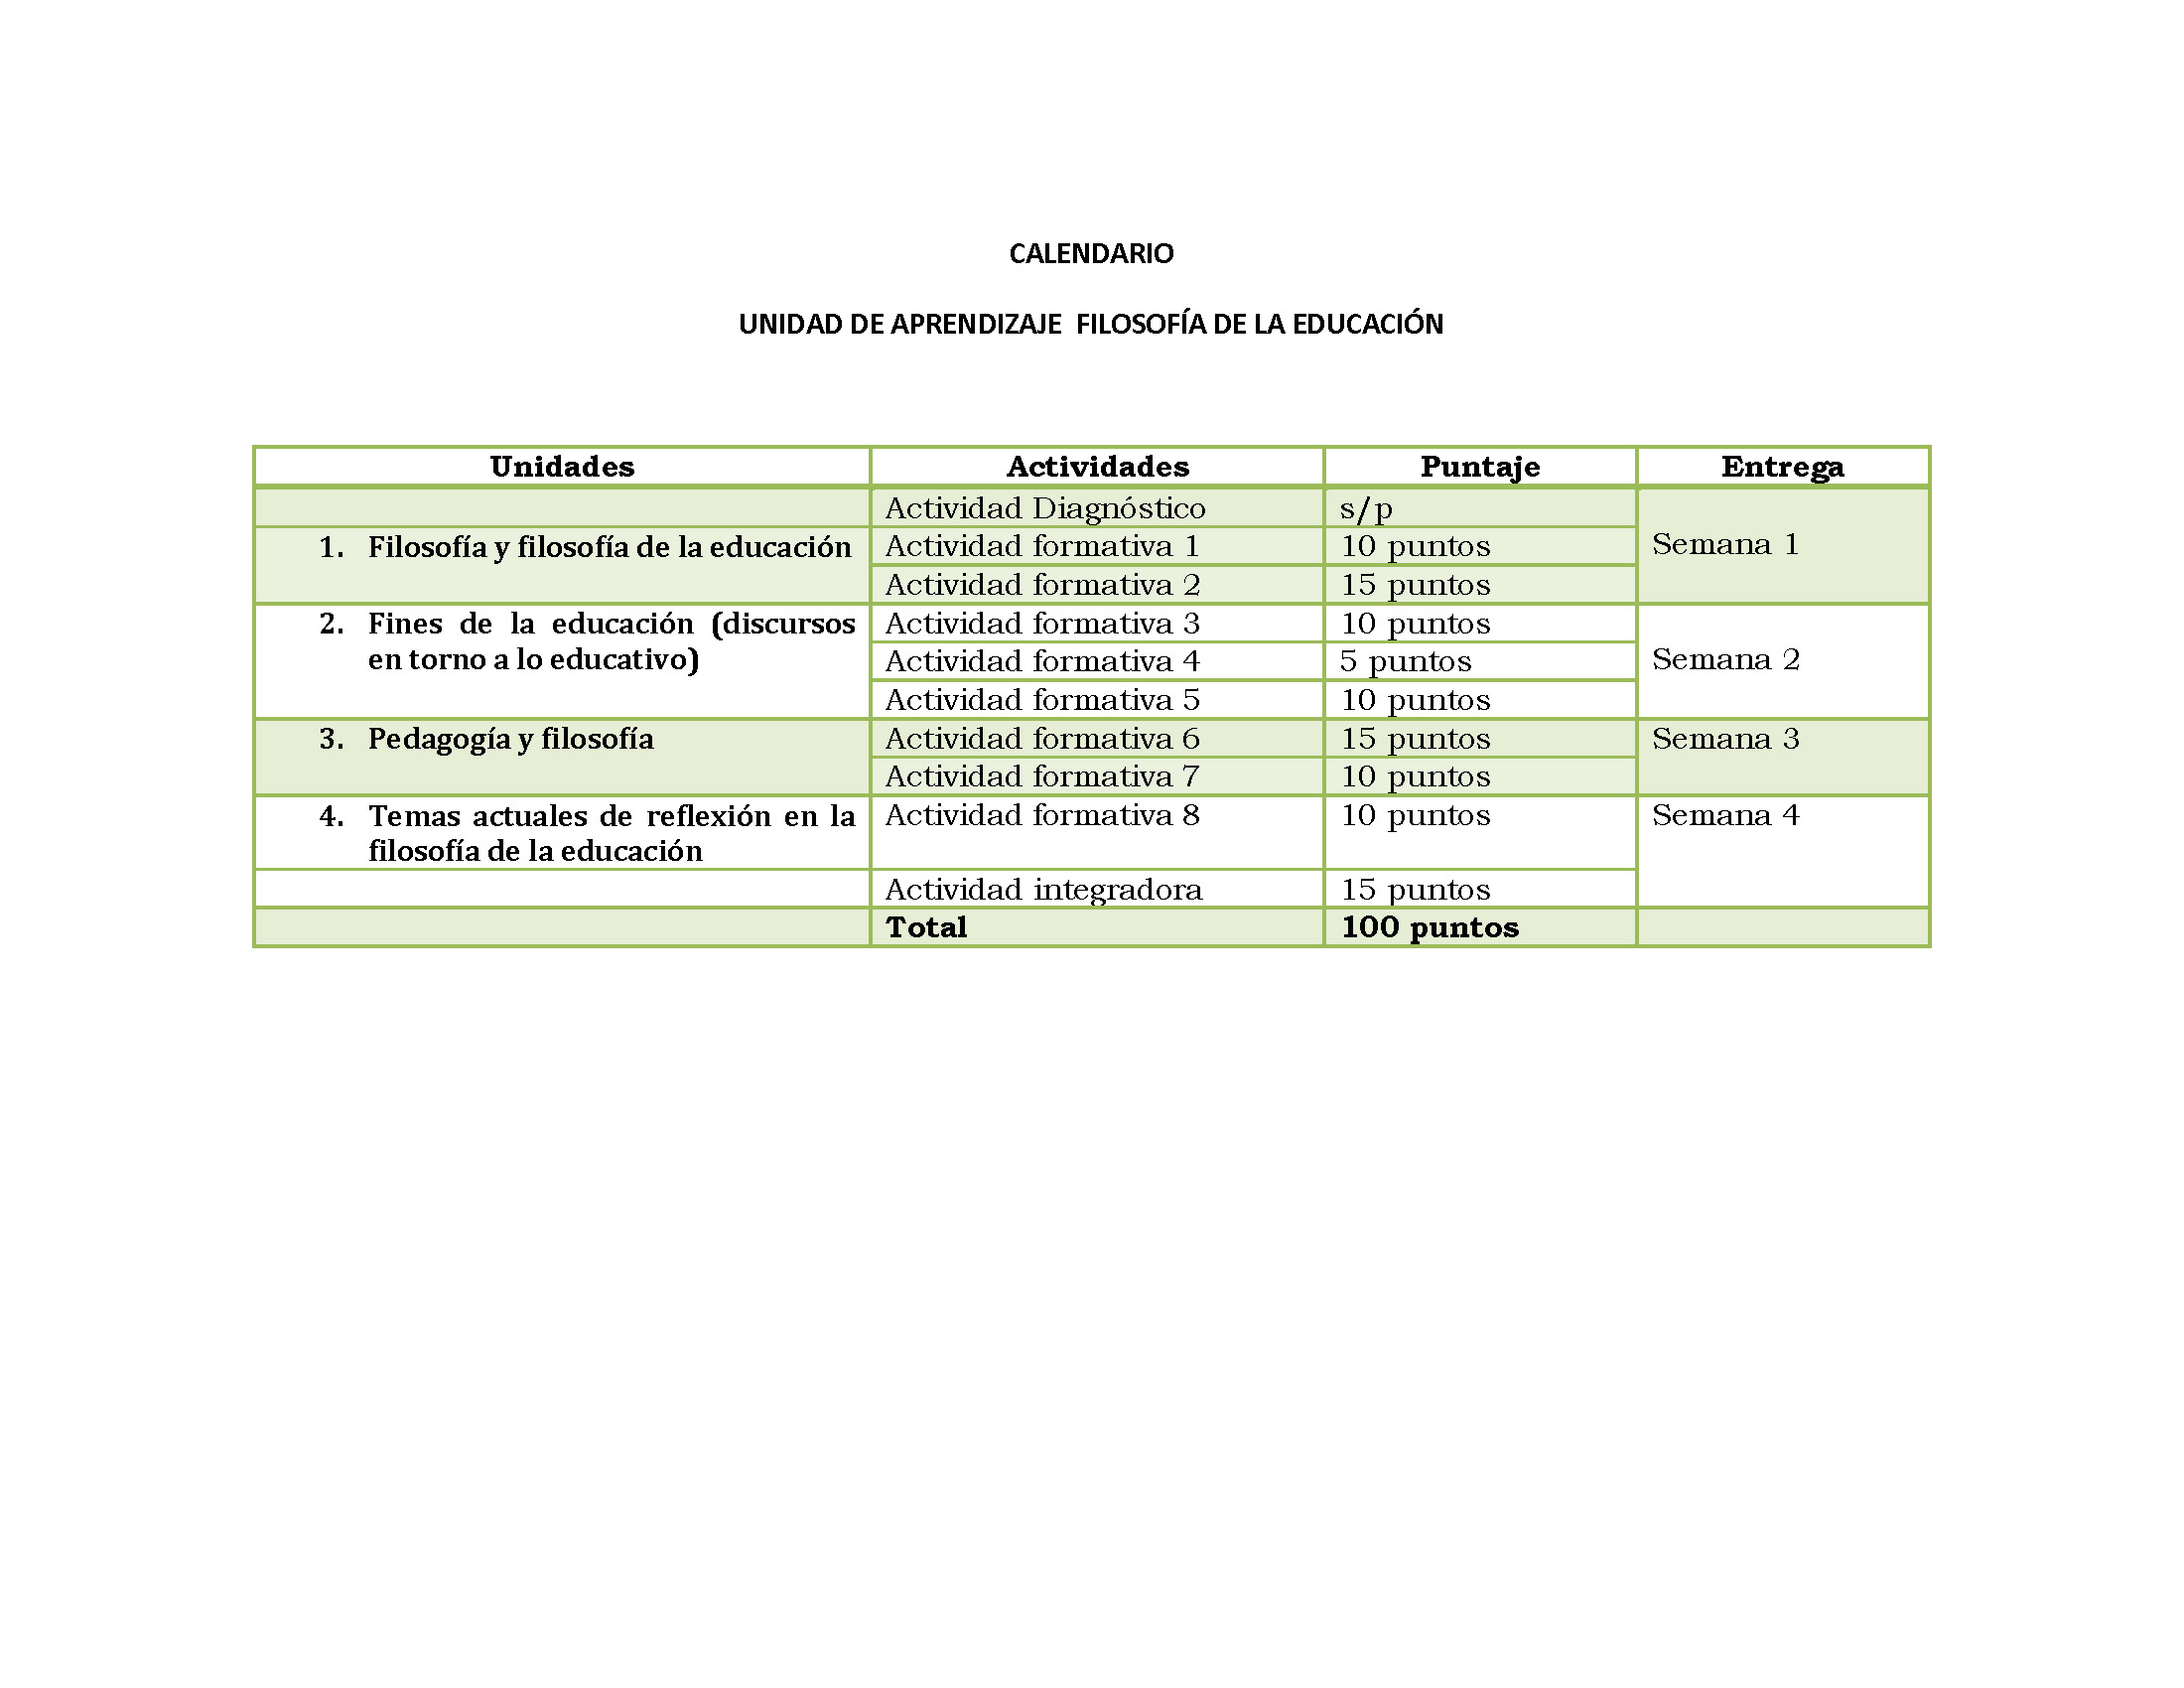 CALENDARIO
UNIDAD DE APRENDIZAJE  FILOSOFÍA DE LA EDUCACIÓN
Unidades Actividades Puntaje Entrega
Actividad Diagnóstico s/p
1. Filosofía y filosofía de la educación Actividad formativa 1 10 puntos Semana 1
Actividad formativa 2 15 puntos
2. Fines de la educación (discursos Actividad formativa 3 10 puntos
en torno a lo educativo) Actividad formativa 4 5 puntos Semana 2
Actividad formativa 5 10 puntos
3. Pedagogía y filosofía Actividad formativa 6 15 puntos Semana 3
Actividad formativa 7 10 puntos
4. Temas actuales de reflexión en la Actividad formativa 8 10 puntos Semana 4
filosofía de la educación
Actividad integradora 15 puntos
Total 100 puntos